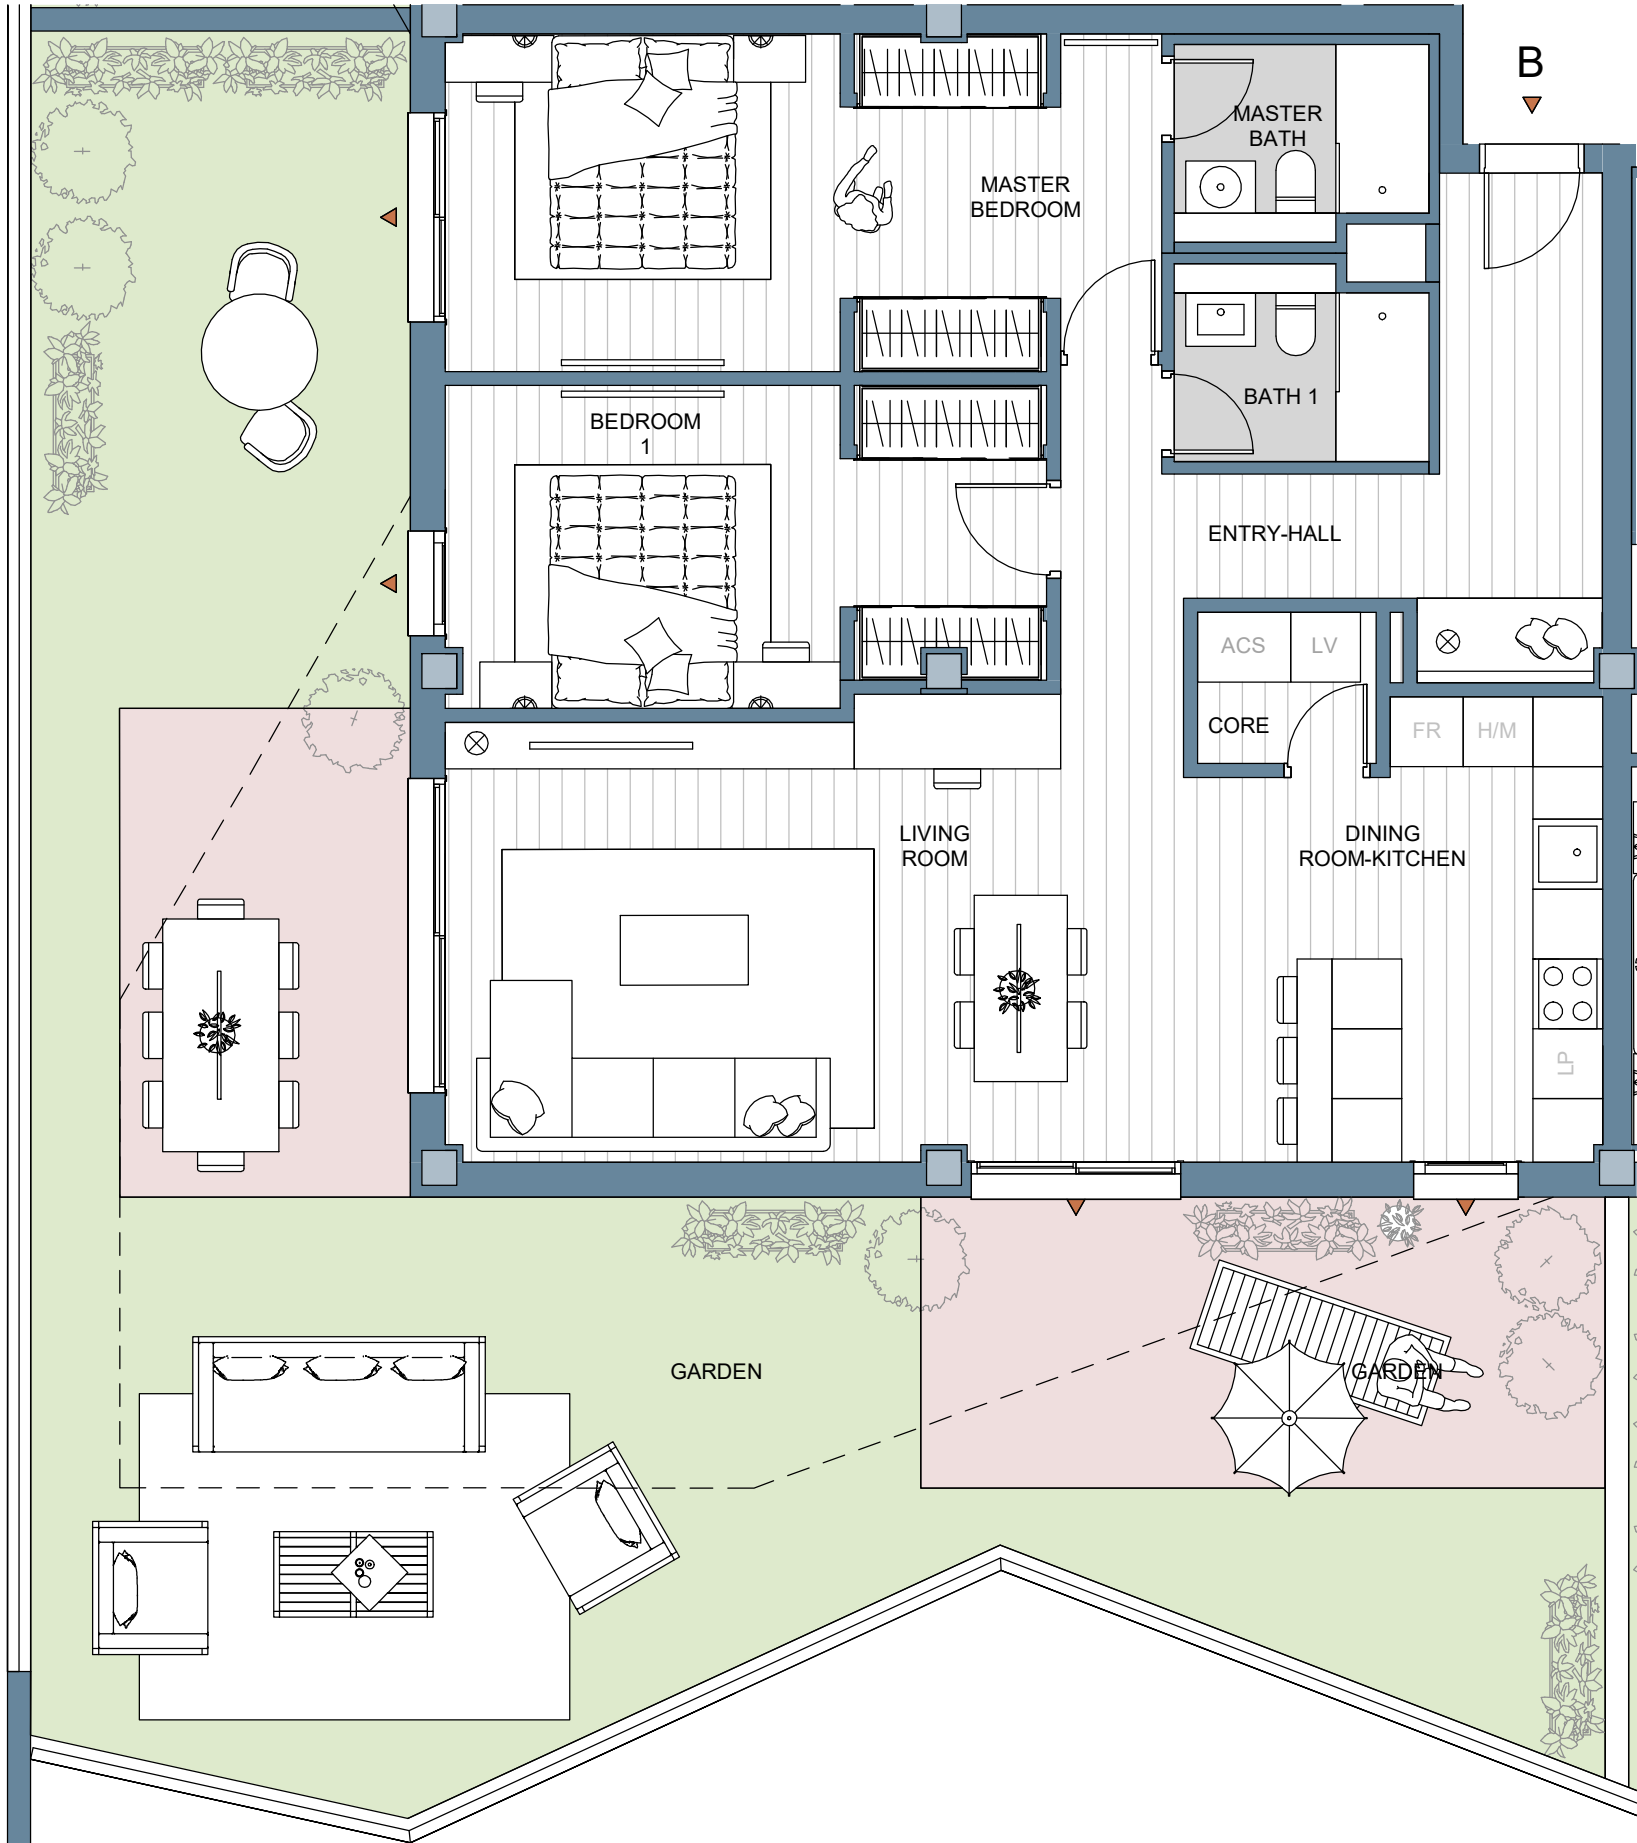 B
MASTER
BATH
MASTER
BEDROOM
BATH 1
BEDROOM
1
ENTRY-HALL
ACS
LV
CORE
FR
H/M
LIVING
ROOM
DINING
ROOM-KITCHEN
LP
GARDEN
GARDEN